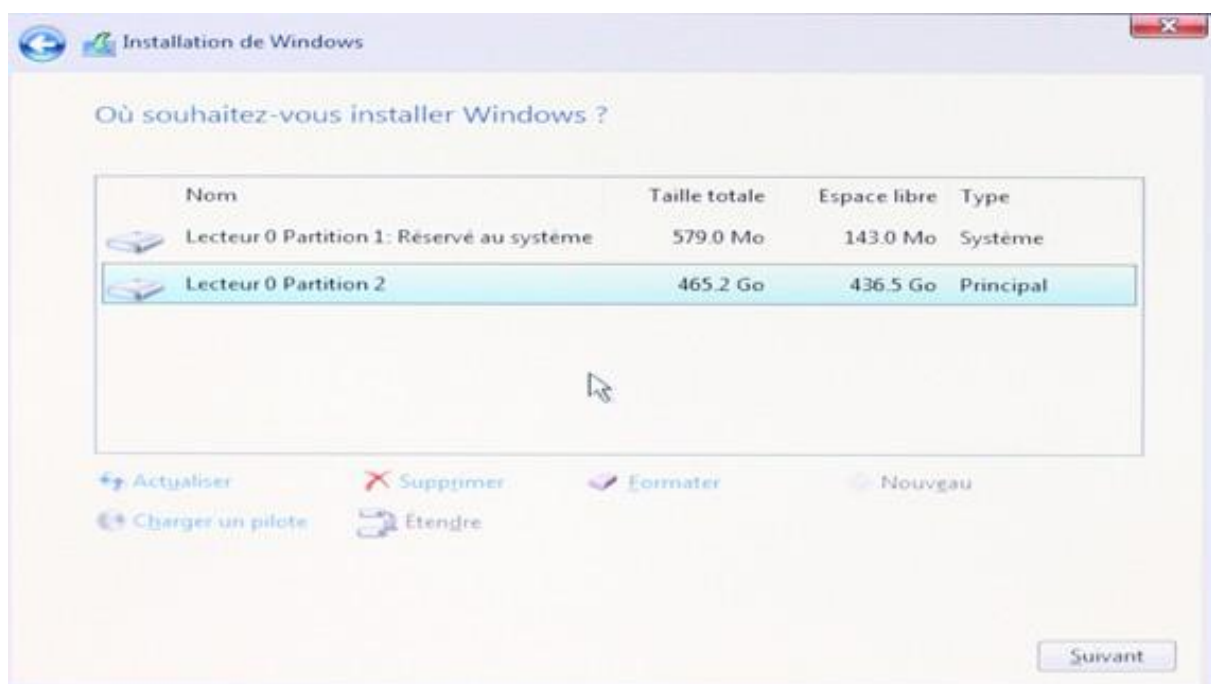 Installation de Windows
Où souhaitez-vous installer Windows ?
Nom Taille totale Espace libre Type
Lecteur 0 Partition 1: Réservé au système 579.0 Mo 143.0 Mo Système
Lecteur 0 Partition 2 465.2 Go 436.5 Go Principal
Actualiser Supprimer Formater Nouveau
Charger un pilote Étendre
Suivant